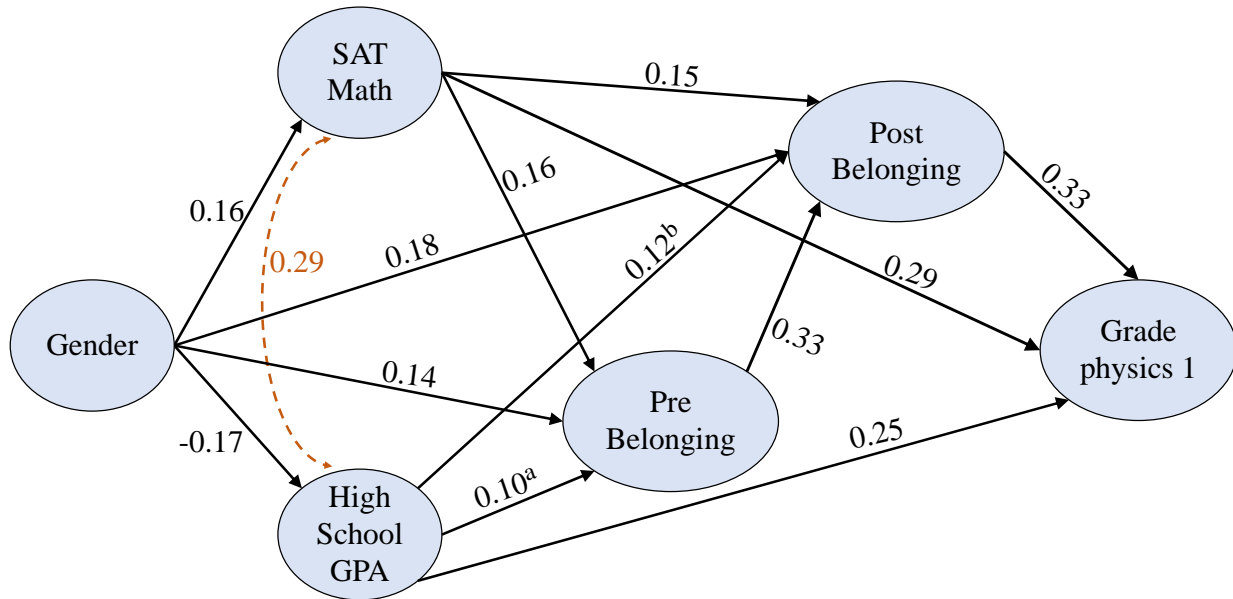 SAT
Math
0.15
Post
Belonging
0.16
0.33
0.16
0.12ᵇ
0.18
0.29
0.29
0.33
Gender
Grade
physics 1
0.14
Pre
Belonging
-0.17
0.25
0.10ᵃ
High
School
GPA